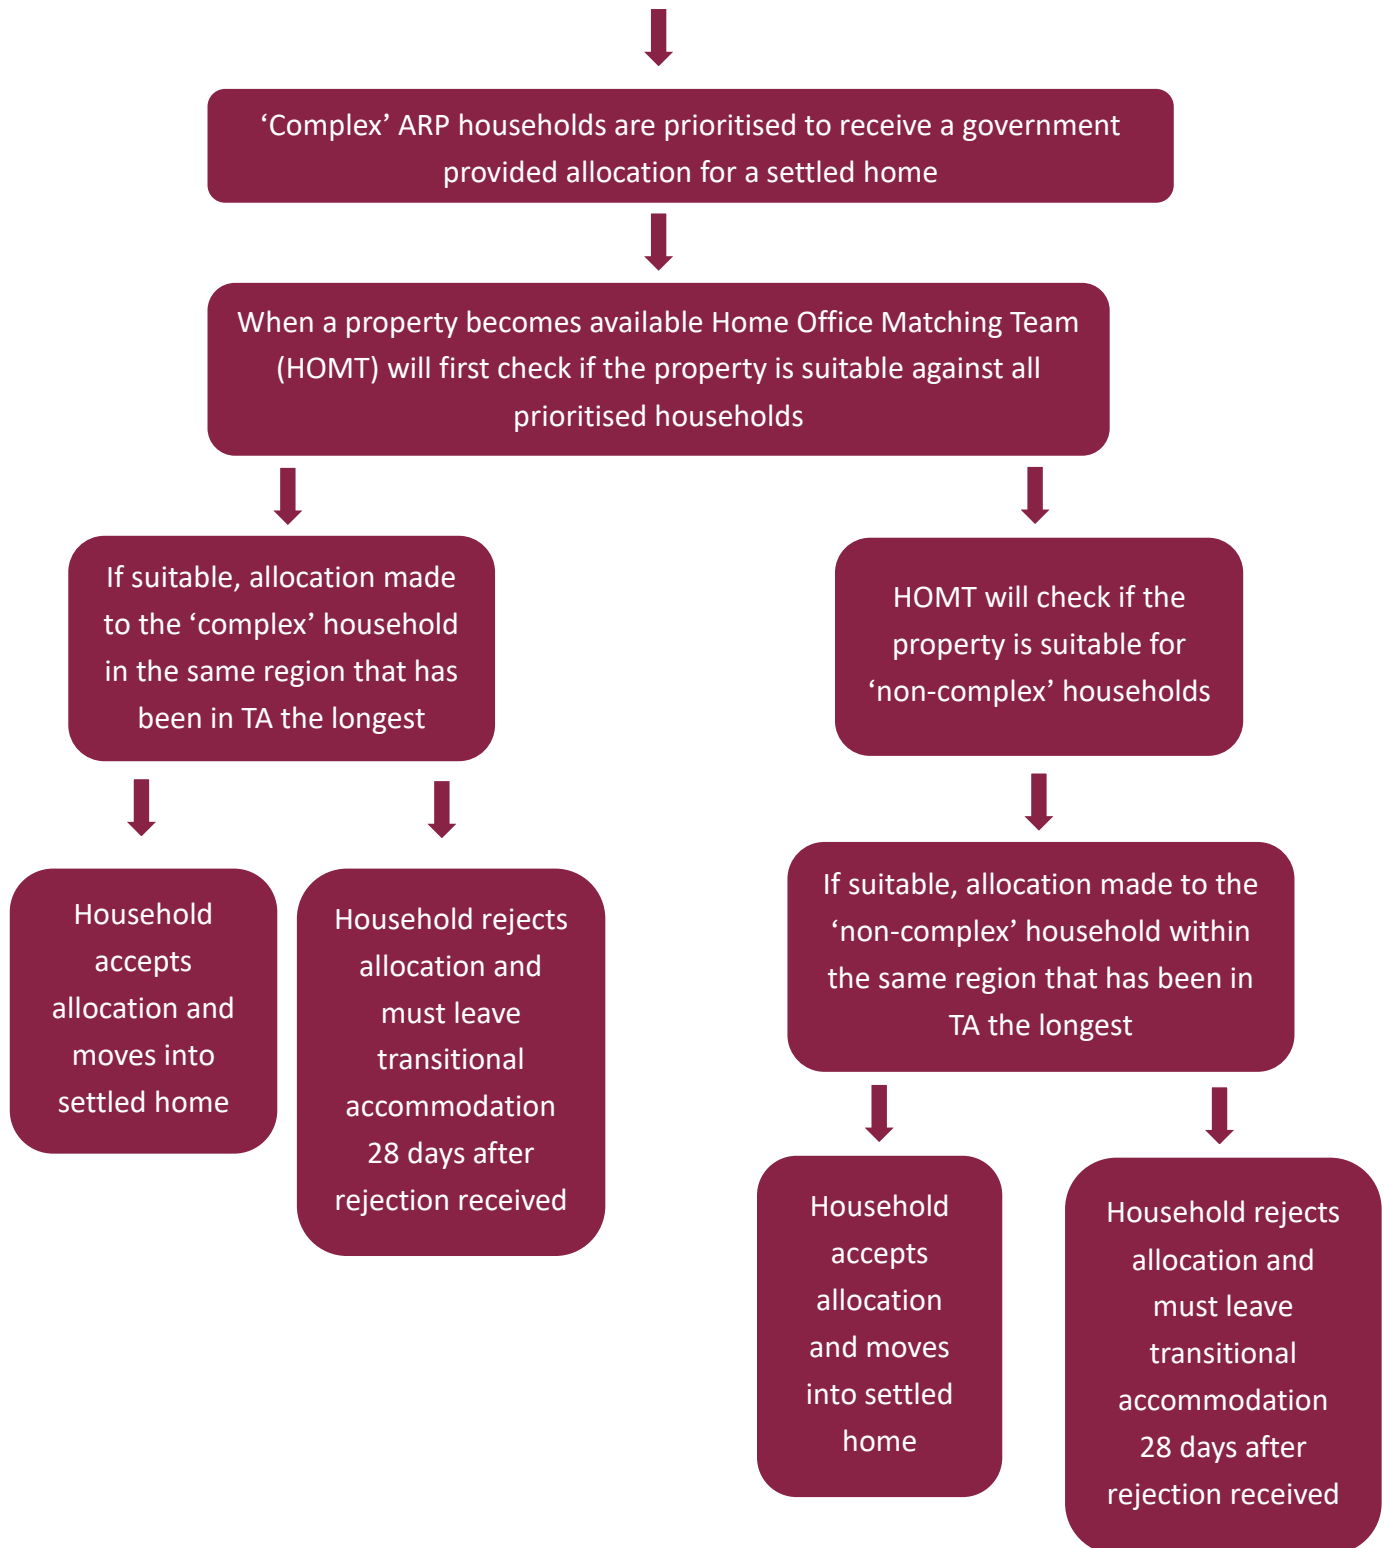 ‘Complex’ ARP households are prioritised to receive a government
provided allocation for a settled home
When a property becomes available Home Office Matching Team
(HOMT) will first check if the property is suitable against all
prioritised households
If suitable, allocation made
to the ‘complex’ household
in the same region that has
been in TA the longest
HOMT will check if the
property is suitable for
‘non-complex’ households
Household
accepts
allocation and
moves into
settled home
Household rejects
allocation and
must leave
transitional
accommodation
28 days after
rejection received
If suitable, allocation made to the
‘non-complex’ household within
the same region that has been in
TA the longest
Household
accepts
allocation
and moves
into settled
home
Household rejects
allocation and
must leave
transitional
accommodation
28 days after
rejection received